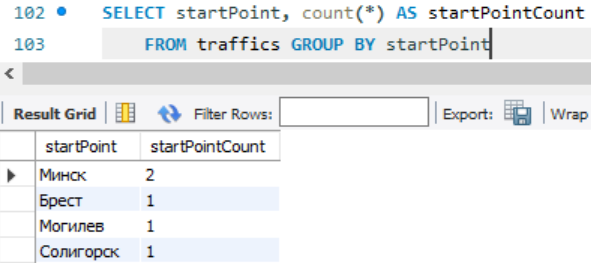 102 SELECT startPoint, count(*) AS startPointCount
103 FROM traffics GROUP BY startPoint
Result Grid Filter Rows: Export: Wrap
startPoint startPointCount
Минск 2
Брест 1
Могилев 1
Солигорск 1